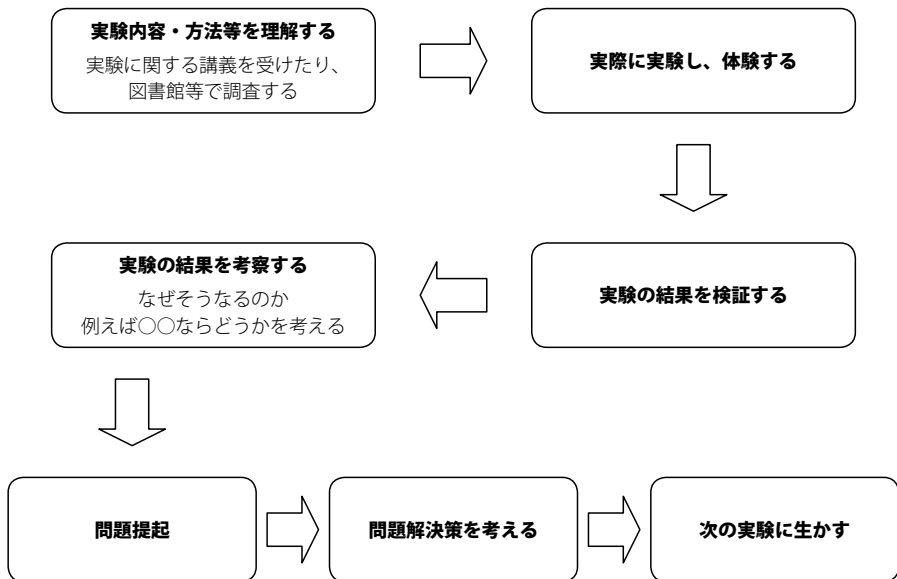 実験内容・方法等を理解する
実験に関する講義を受けたり、
図書館等で調査する
実際に実験し、体験する
実験の結果を検証する
実験の結果を考察する
なぜそうなるのか
例えば○○ならどうかを考える
問題提起
問題解決策を考える
次の実験に生かす